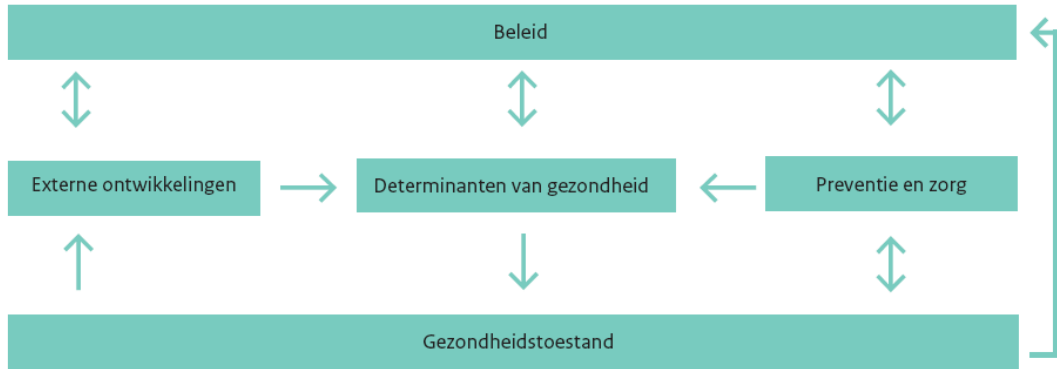 Beleid
Externe ontwikkelingen
Determinanten van gezondheid
Preventie en zorg
Gezondheidstoestand